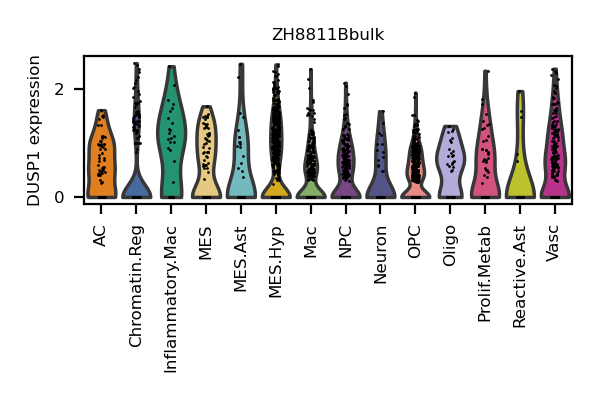 ZH8811Bbulk
DUSP1 expression
2
0
AC
Chromatin.Reg
Inflammatory.Mac
MES
MES.Ast
MES.Hyp
Mac
NPC
Neuron
OPC
Oligo
Prolif.Metab
Reactive.Ast
Vasc